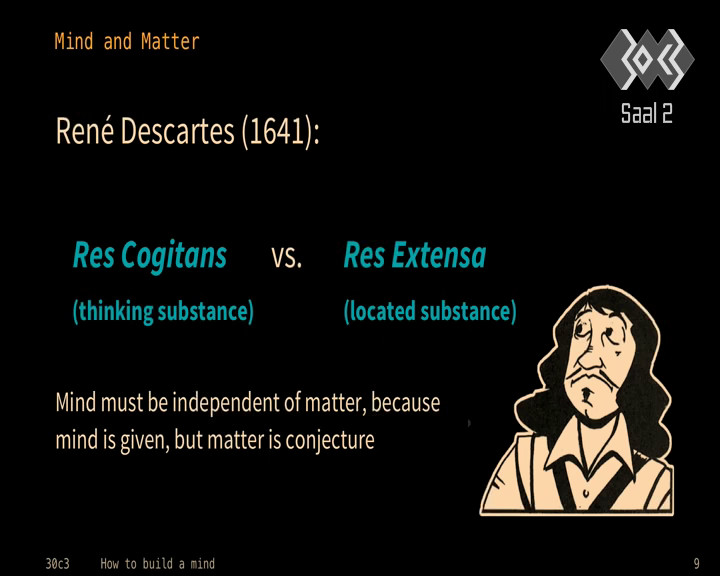 Mind and Matter
30C3
Saal 2
René Descartes (1641):
Res Cogitans vs. Res Extensa
(thinking substance) (located substance)
Mind must be independent of matter, because
mind is given, but matter is conjecture
30c3 How to build a mind 9